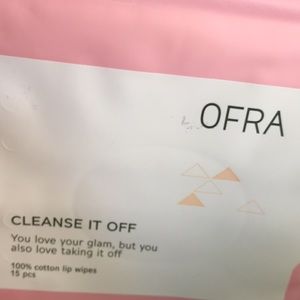 OFRA
CLEANSE IT OFF
You love your glam, but you
also love taking it off
100% cotton lip wipes
15 pcs